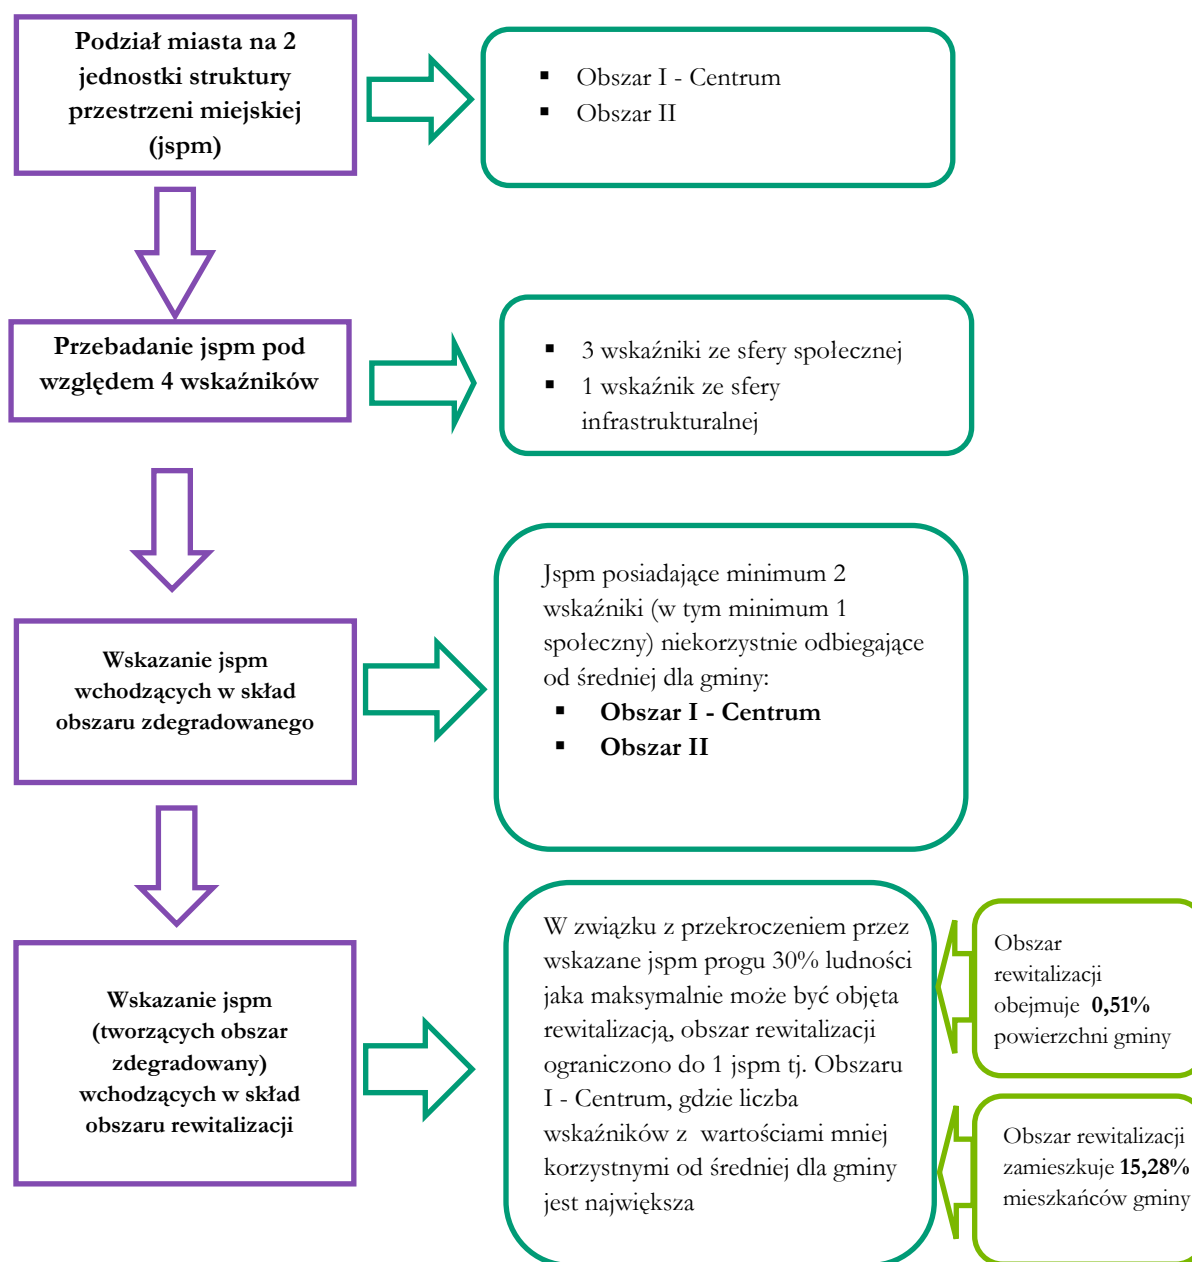 Podział miasta na 2
jednostki struktury
przestrzeni miejskiej
(jspm)
▪ Obszar I - Centrum
▪ Obszar II
Przebadanie jspm pod
względem 4 wskaźników
▪ 3 wskaźniki ze sfery społecznej
▪ 1 wskaźnik ze sfery
infrastrukturalnej
Wskazanie jspm
wchodzących w skład
obszaru zdegradowanego
Jspm posiadające minimum 2
wskaźniki (w tym minimum 1
społeczny) niekorzystnie odbiegające
od średniej dla gminy:
▪ Obszar I - Centrum
▪ Obszar II
Wskazanie jspm
(tworzących obszar
zdegradowany)
wchodzących w skład
obszaru rewitalizacji
W związku z przekroczeniem przez
wskazane jspm progu 30% ludności
jaka maksymalnie może być objęta
rewitalizacją, obszar rewitalizacji
ograniczono do 1 jspm tj. Obszaru
I - Centrum, gdzie liczba
wskaźników z wartościami mniej
korzystnymi od średniej dla gminy
jest największa
Obszar
rewitalizacji
obejmuje 0,51%
powierzchni gminy
Obszar rewitalizacji
zamieszkuje 15,28%
mieszkańców gminy